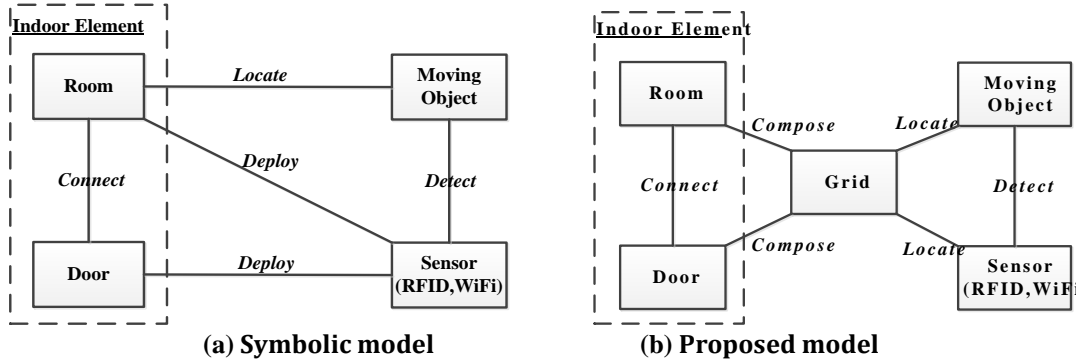 Indoor Element
Room
Locate
Moving
Object
Deploy
Connect
Detect
Door
Deploy
Sensor
(RFID,WiFi)
(a) Symbolic model
Indoor Element
Room
Moving
Object
Compose
Locate
Connect
Grid
Detect
Compose
Locate
Door
Sensor
(RFID,WiFi
(b) Proposed model